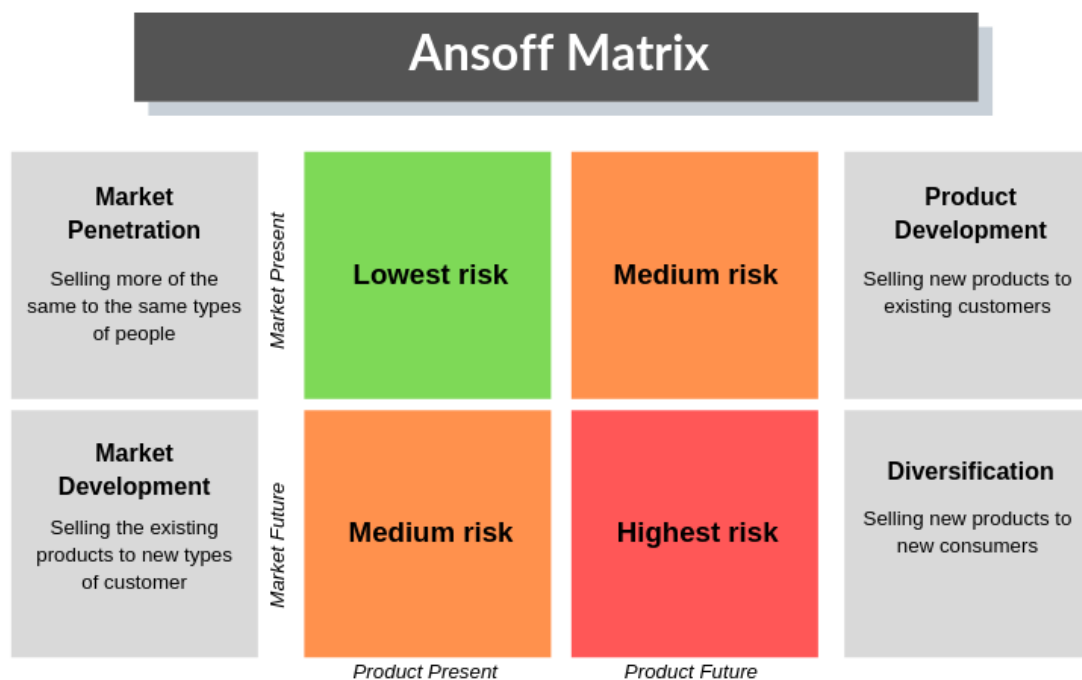 Ansoff Matrix
Market
Penetration
Selling more of the
same to the same types
of people
Market Present
Lowest risk
Medium risk
Product
Development
Selling new products to
existing customers
Market
Development
Selling the existing
products to new types
of customer
Market Future
Medium risk
Highest risk
Diversification
Selling new products to
new consumers
Product Present
Product Future